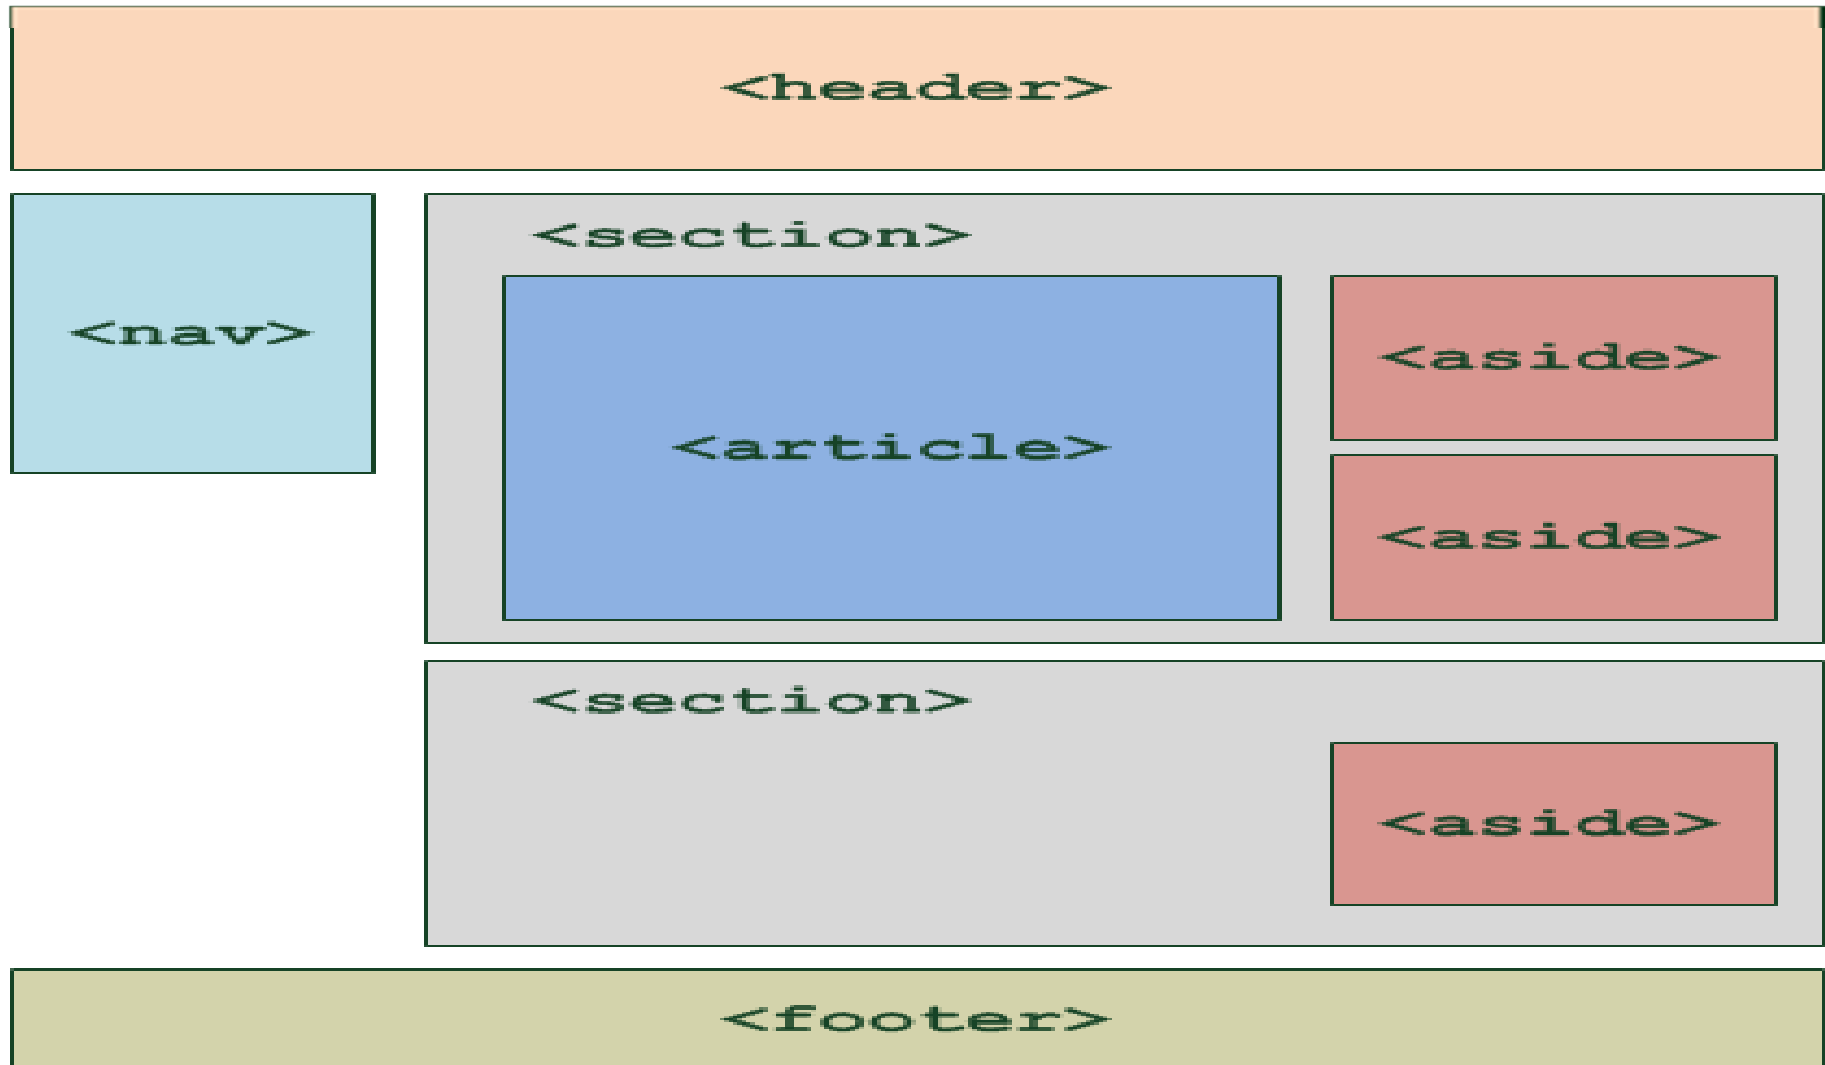 <header>
<nav>
<section>
<article>
<aside>
<aside>
<section>
<aside>
<footer>